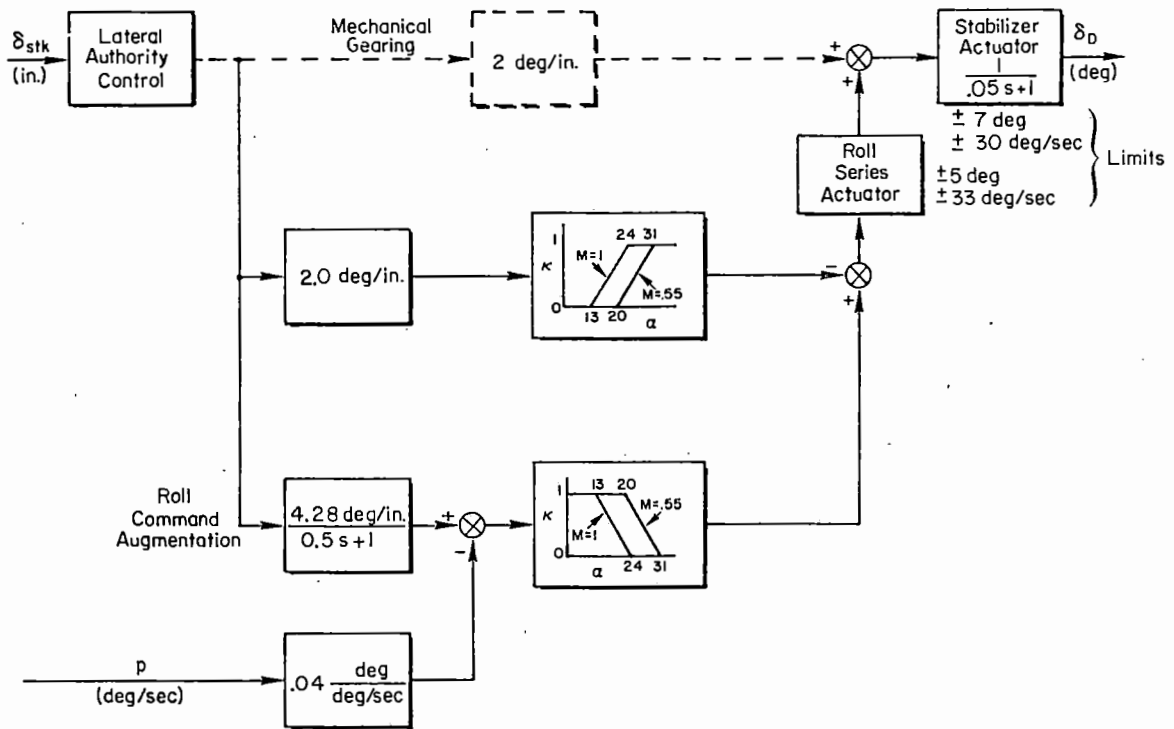 δstk
(in.)
Lateral
Authority
Control
Mechanical
Gearing
2 deg/in.
+
+
Stabilizer
Actuator
1
.05 s+1
δD
(deg)
± 7 deg
± 30 deg/sec
Limits
Roll
Series
Actuator
±5 deg
±33 deg/sec
2.0 deg/in.
1
K
0
24 31
M=1
M=.55
13 20
α
−
+
Roll
Command
Augmentation
4.28 deg/in.
0.5 s+1
+
−
1
K
0
13 20
M=.55
M=1
24 31
α
p
(deg/sec)
.04 deg
deg/sec